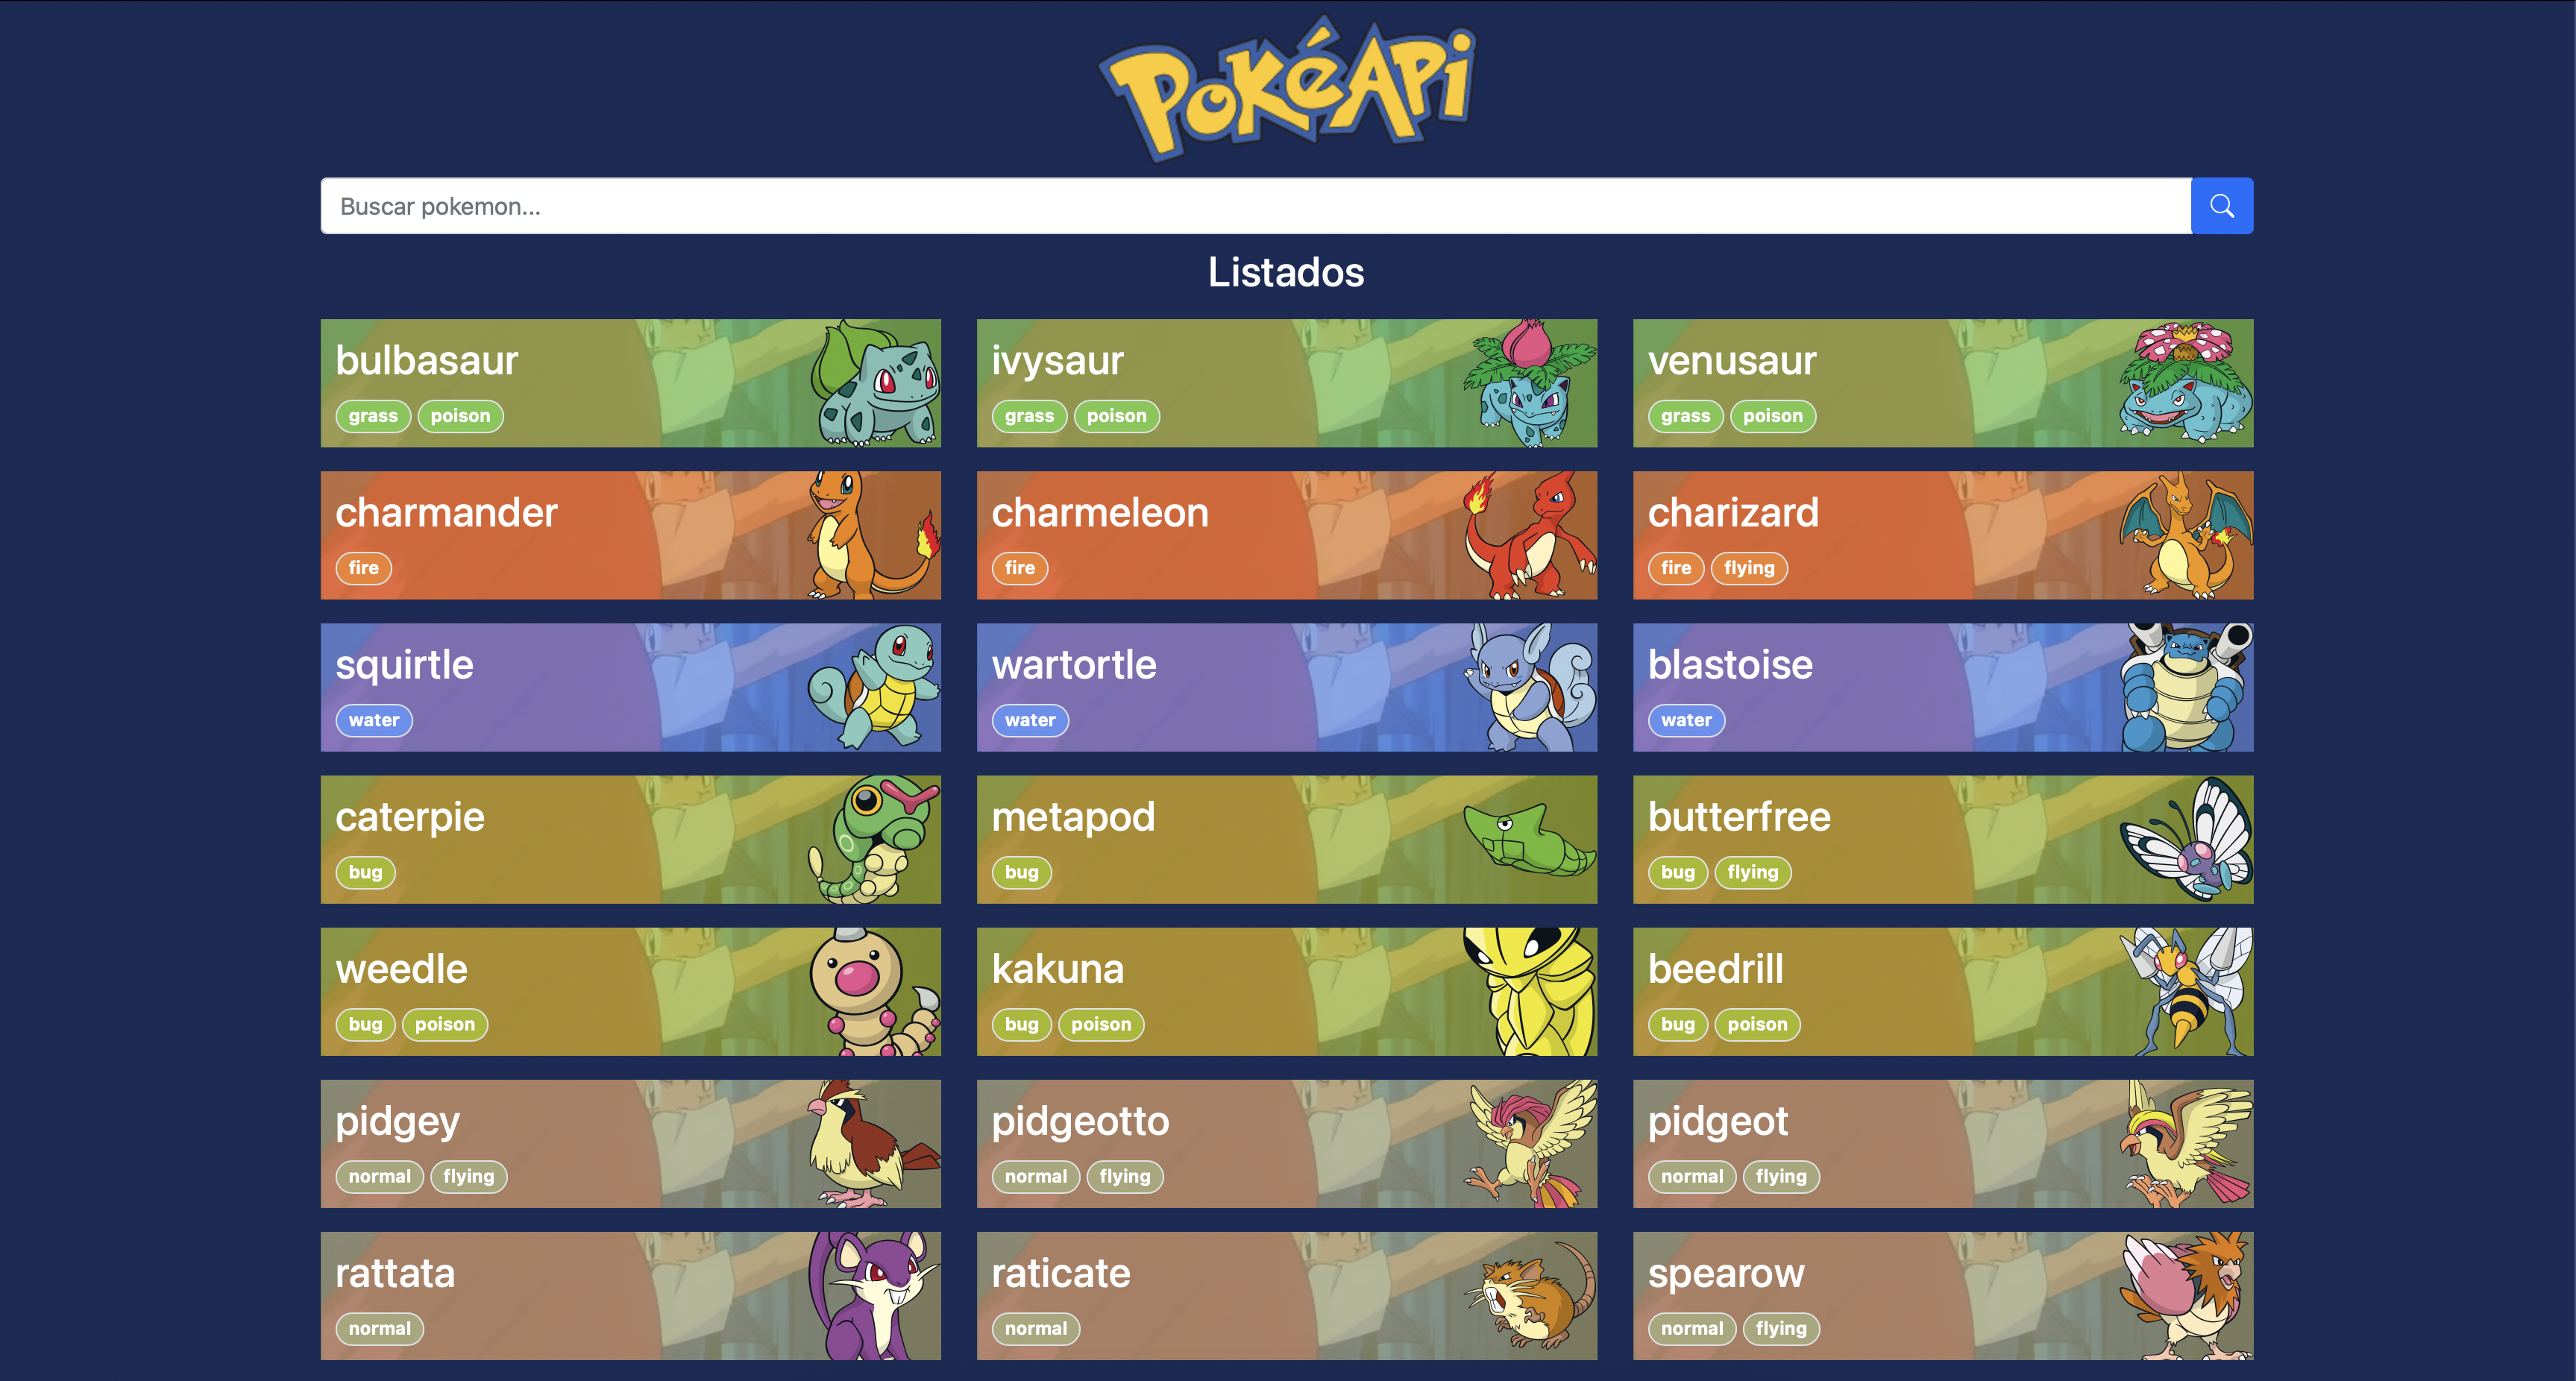 PokéAPi
Buscar pokemon...
Listados
bulbasaur
grass poison
ivysaur
grass poison
venusaur
grass poison
charmander
fire
charmeleon
fire
charizard
fire flying
squirtle
water
wartortle
water
blastoise
water
caterpie
bug
metapod
bug
butterfree
bug flying
weedle
bug poison
kakuna
bug poison
beedrill
bug poison
pidgey
normal flying
pidgeotto
normal flying
pidgeot
normal flying
rattata
normal
raticate
normal
spearow
normal flying